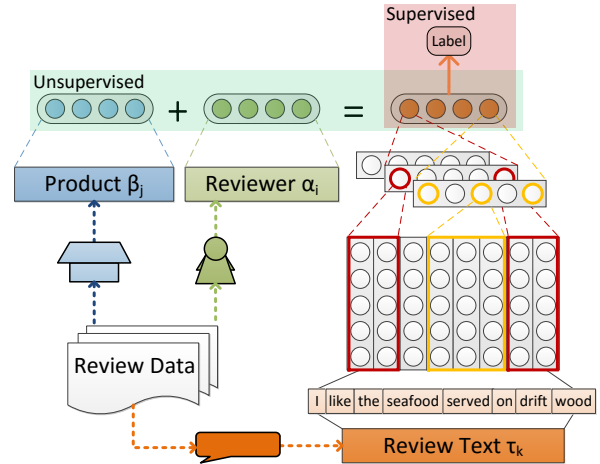 Supervised
Label
Unsupervised
+
=
Product βj
Reviewer αi
Review Data
I like the seafood served on drift wood
Review Text τk